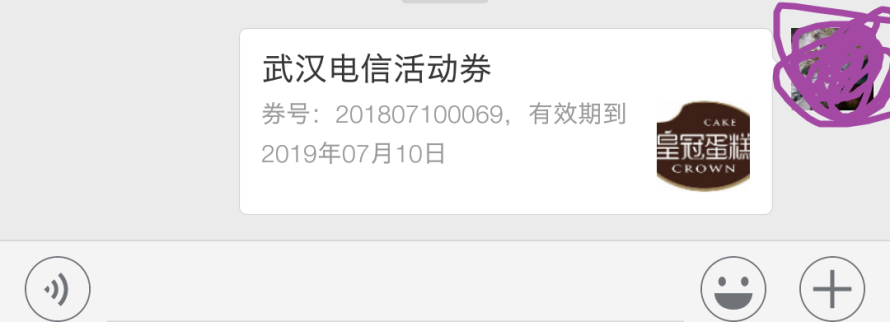 武汉电信活动券
券号：201807100069，有效期到
2019年07月10日
CAKE
皇冠蛋糕
CROWN